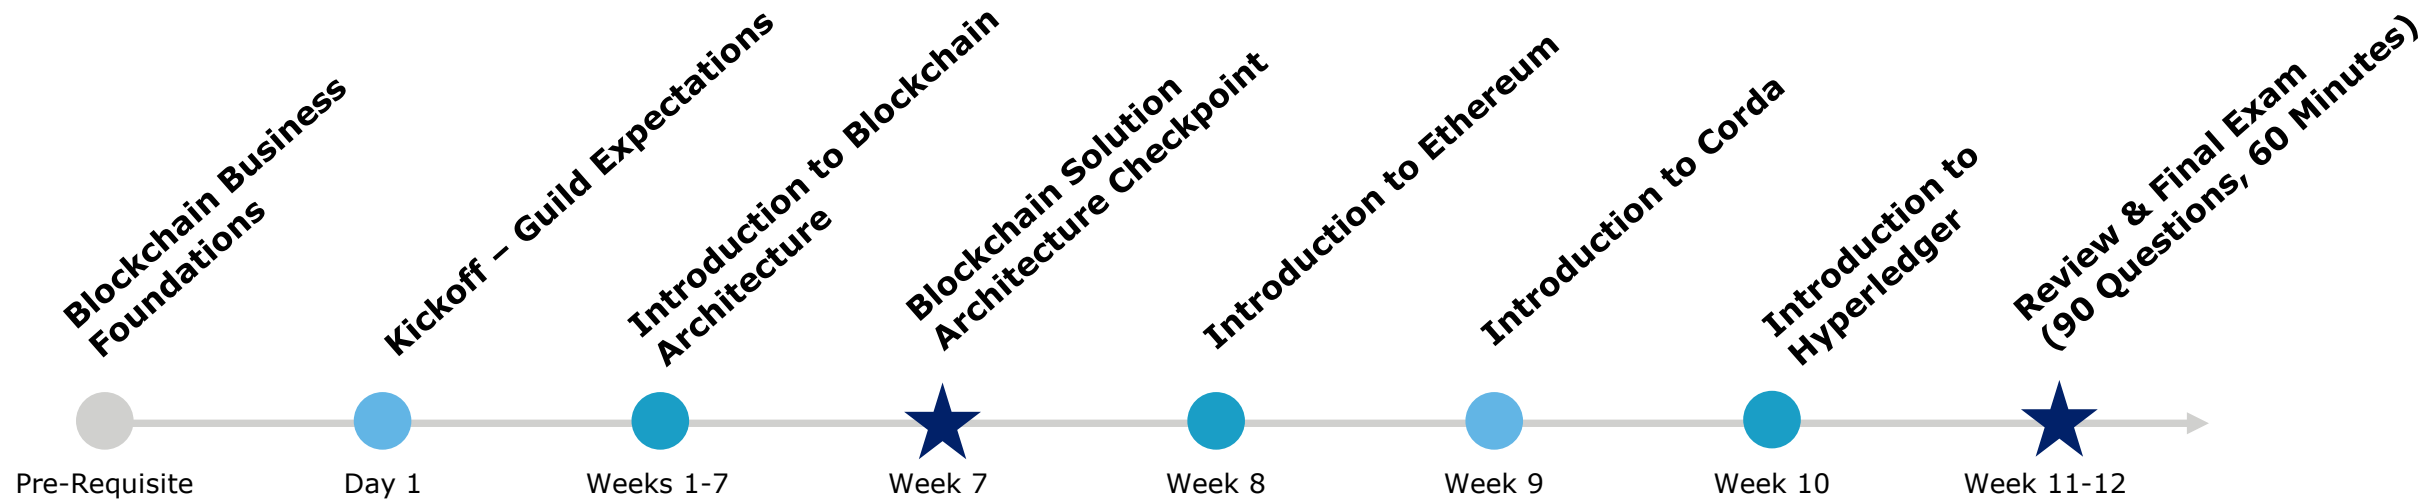 Blockchain Business
Foundations
Kickoff – Guild Expectations
Introduction to Blockchain
Architecture
Blockchain Solution
Architecture Checkpoint
Introduction to Ethereum
Introduction to Corda
Introduction to
Hyperledger
Review & Final Exam
(90 Questions, 60 Minutes)
Pre-Requisite
Day 1
Weeks 1-7
Week 7
Week 8
Week 9
Week 10
Week 11-12